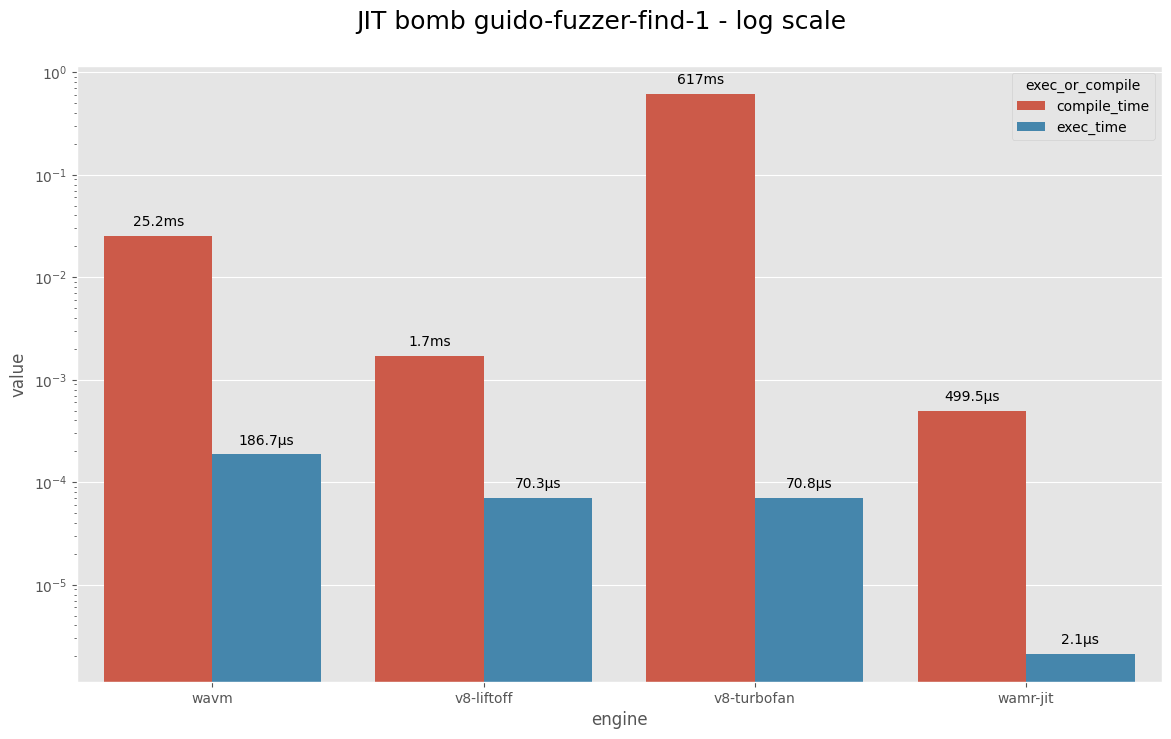 JIT bomb guido-fuzzer-find-1 - log scale
exec_or_compile
compile_time
exec_time
value
10⁰
10⁻¹
10⁻²
10⁻³
10⁻⁴
10⁻⁵
25.2ms
186.7µs
1.7ms
70.3µs
617ms
70.8µs
499.5µs
2.1µs
wavm
v8-liftoff
v8-turbofan
wamr-jit
engine